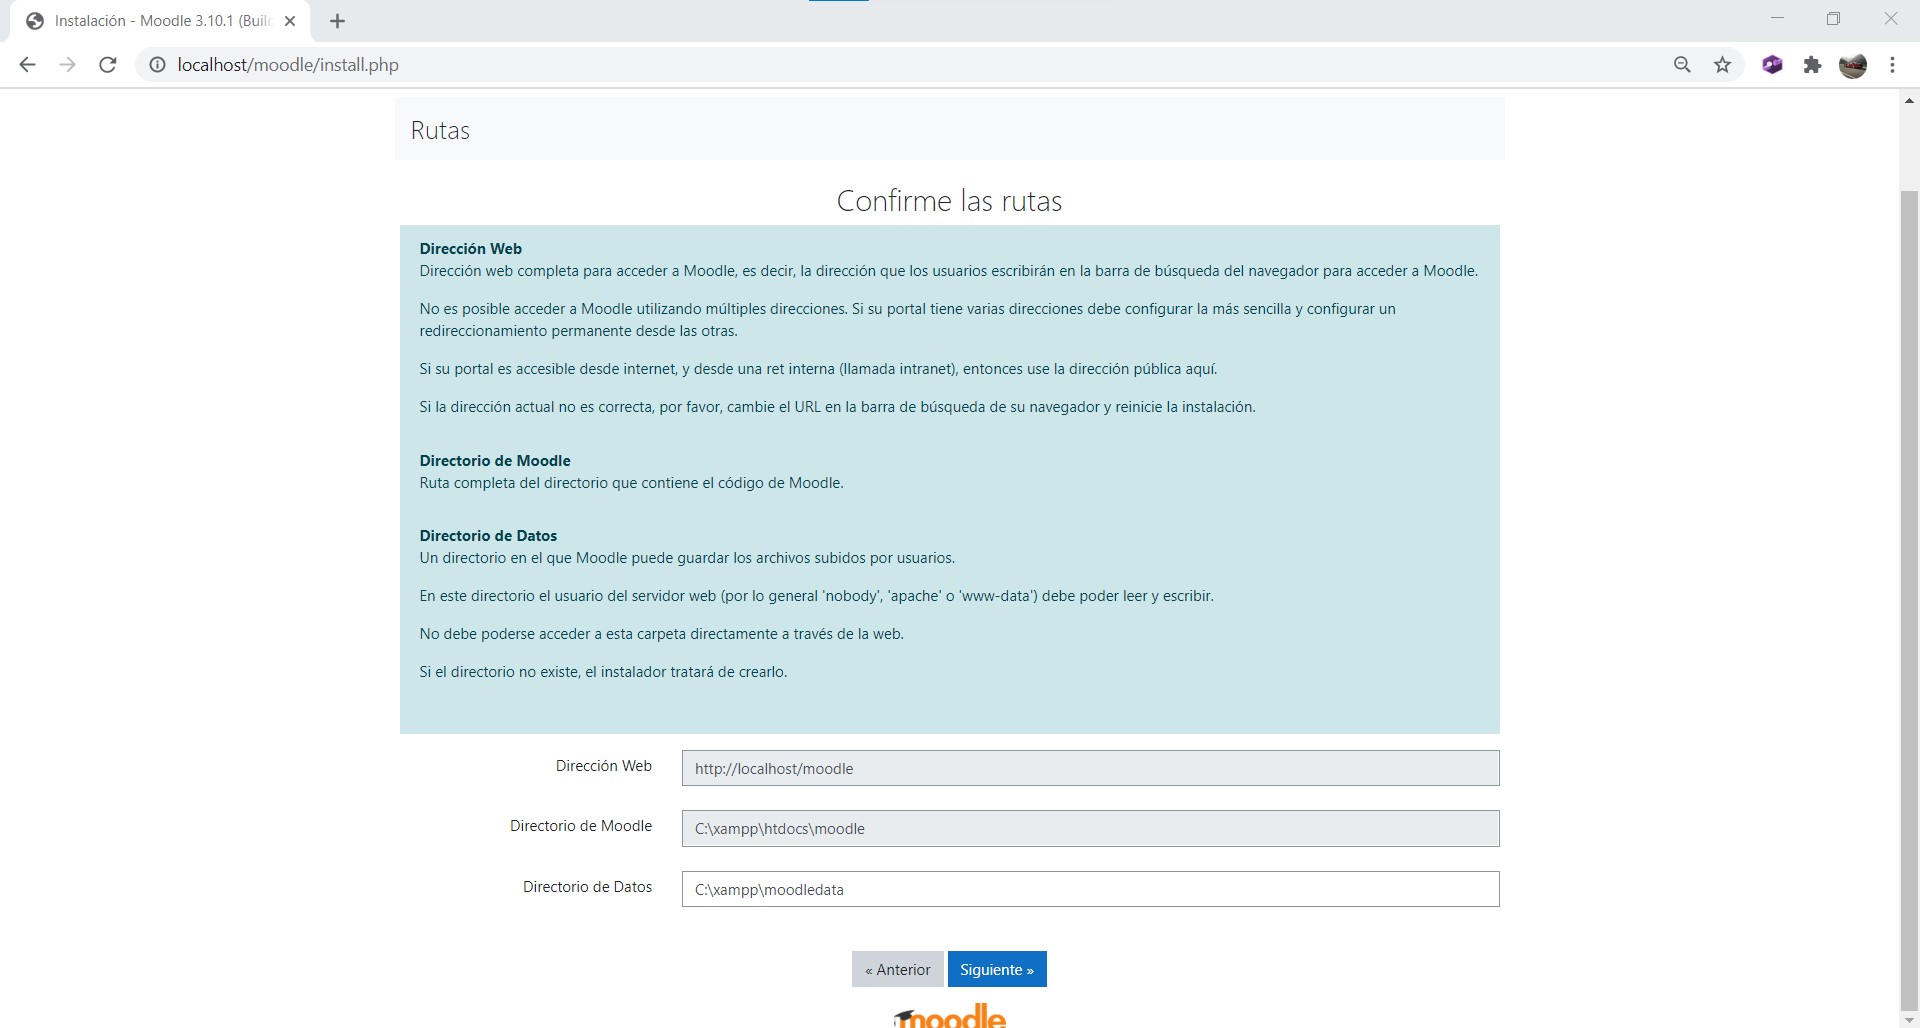 Instalación - Moodle 3.10.1 (Build
localhost/moodle/install.php
Rutas
Confirme las rutas
Dirección Web
Dirección web completa para acceder a Moodle, es decir, la dirección que los usuarios escribirán en la barra de búsqueda del navegador para acceder a Moodle.
No es posible acceder a Moodle utilizando múltiples direcciones. Si su portal tiene varias direcciones debe configurar la más sencilla y configurar un
redireccionamiento permanente desde las otras.
Si su portal es accesible desde internet, y desde una ret interna (llamada intranet), entonces use la dirección pública aquí.
Si la dirección actual no es correcta, por favor, cambie el URL en la barra de búsqueda de su navegador y reinicie la instalación.
Directorio de Moodle
Ruta completa del directorio que contiene el código de Moodle.
Directorio de Datos
Un directorio en el que Moodle puede guardar los archivos subidos por usuarios.
En este directorio el usuario del servidor web (por lo general 'nobody', 'apache' o 'www-data') debe poder leer y escribir.
No debe poderse acceder a esta carpeta directamente a través de la web.
Si el directorio no existe, el instalador tratará de crearlo.
Dirección Web http://localhost/moodle
Directorio de Moodle C:\xampp\htdocs\moodle
Directorio de Datos C:\xampp\moodledata
« Anterior Siguiente »
moodle